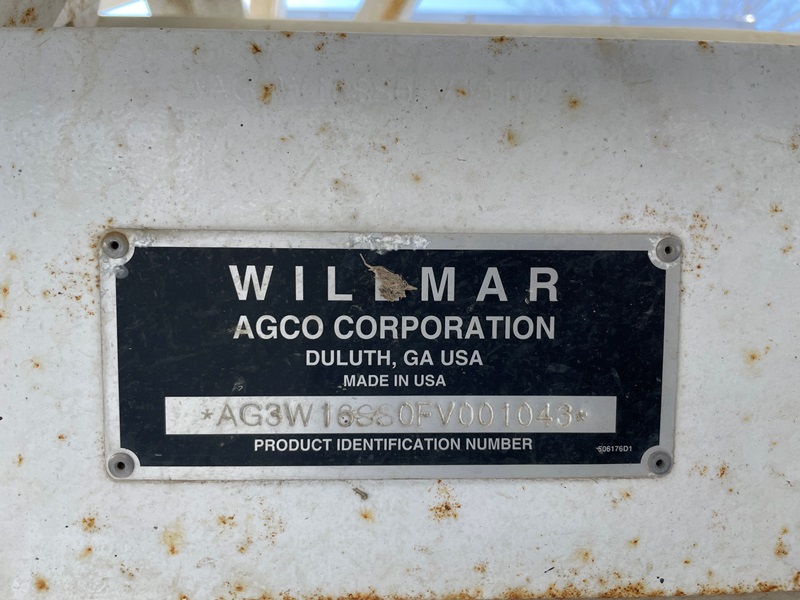 WILLMAR
AGCO CORPORATION
DULUTH, GA USA
MADE IN USA
PRODUCT IDENTIFICATION NUMBER
506176D1